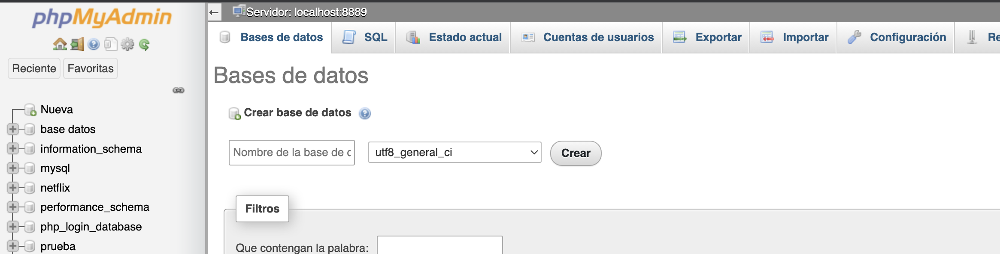 phpMyAdmin
Reciente Favoritas
Nueva
base datos
information_schema
mysql
netflix
performance_schema
php_login_database
prueba
Servidor: localhost:8889
Bases de datos SQL Estado actual Cuentas de usuarios Exportar Importar Configuración Re
Bases de datos
Crear base de datos
Nombre de la base de utf8_general_ci Crear
Filtros
Que contengan la palabra: